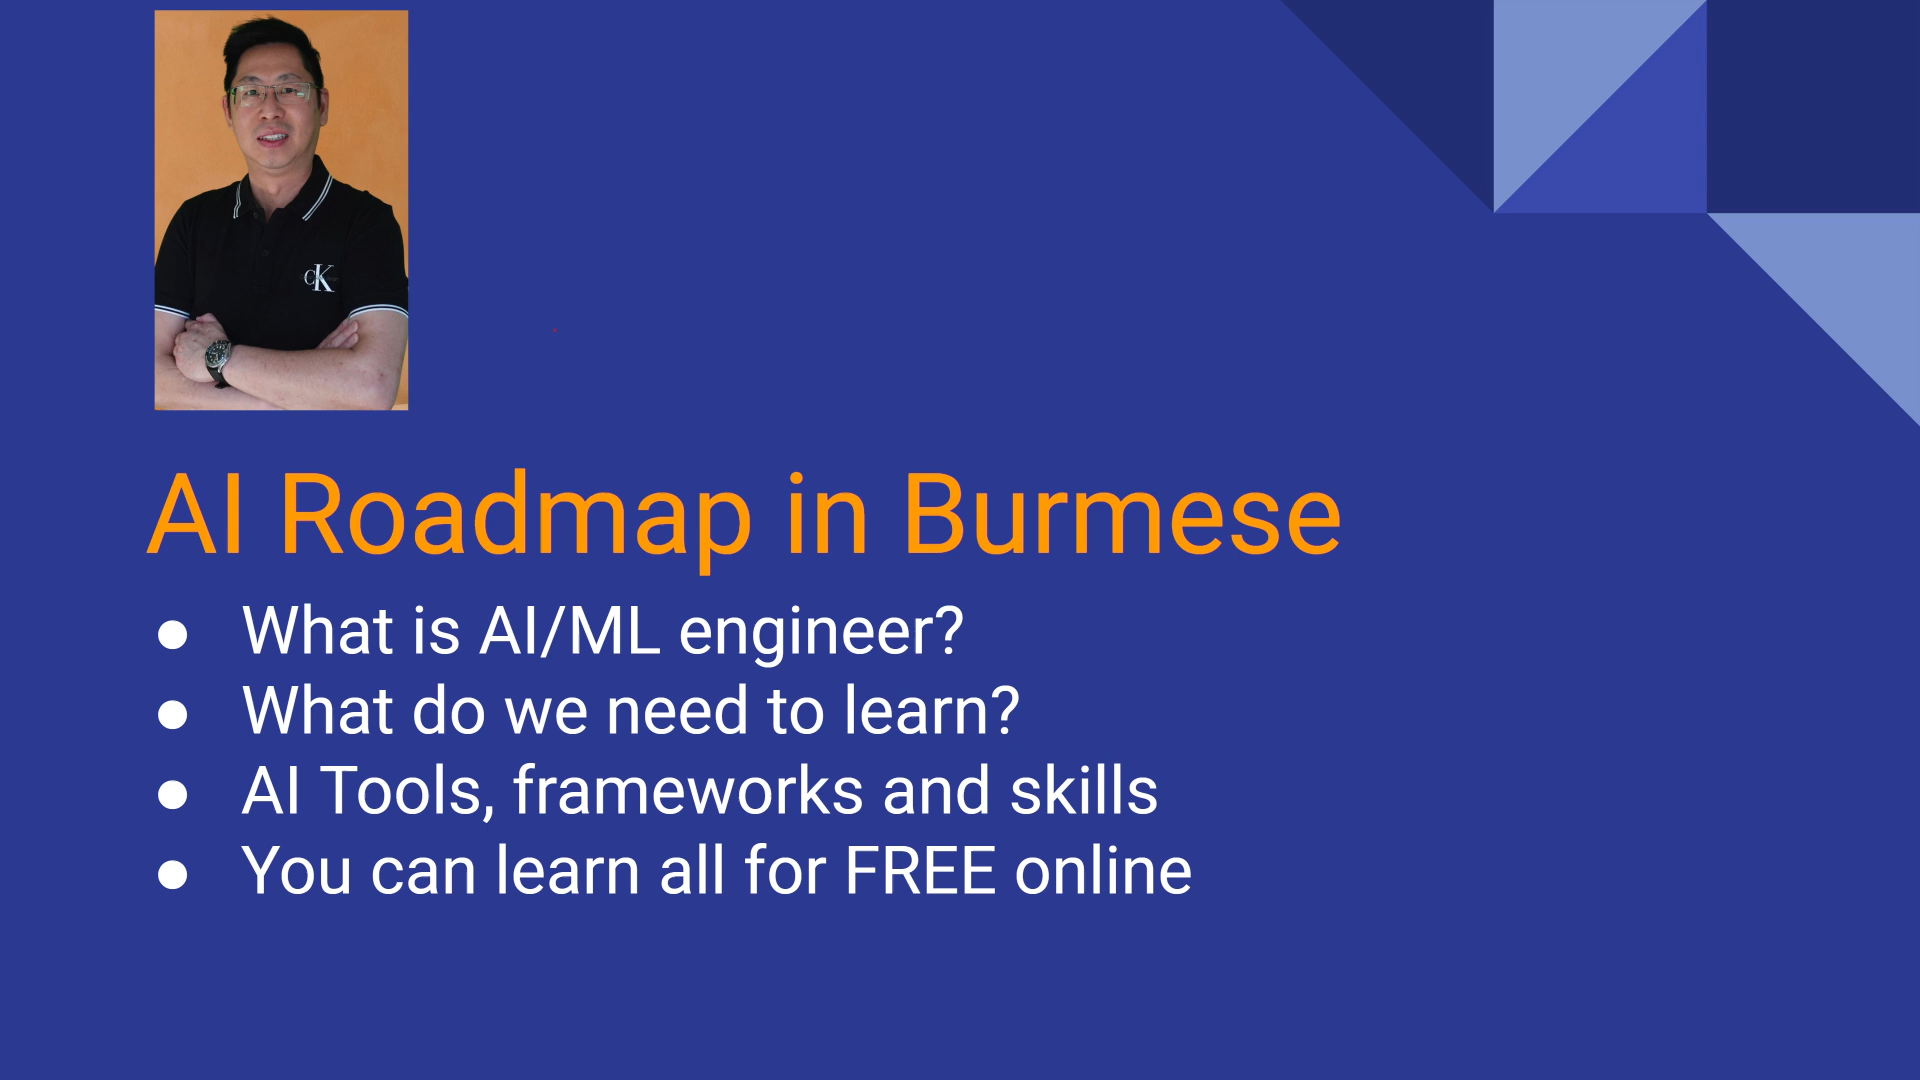 CK
AI Roadmap in Burmese
● What is AI/ML engineer?
● What do we need to learn?
● AI Tools, frameworks and skills
● You can learn all for FREE online